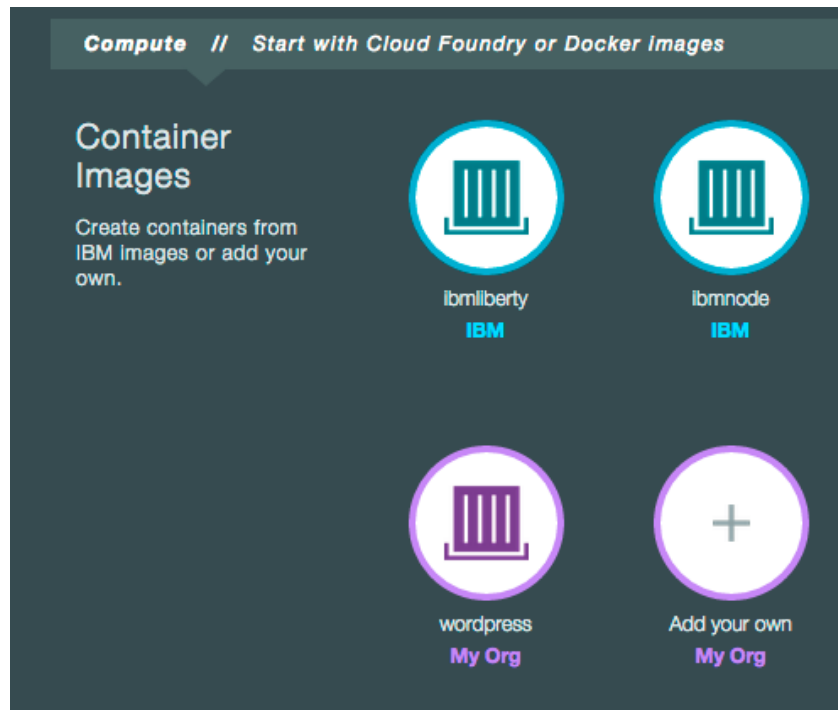 Compute // Start with Cloud Foundry or Docker images
Container
Images
Create containers from
IBM images or add your
own.
ibmliberty
IBM
ibmnode
IBM
wordpress
My Org
Add your own
My Org